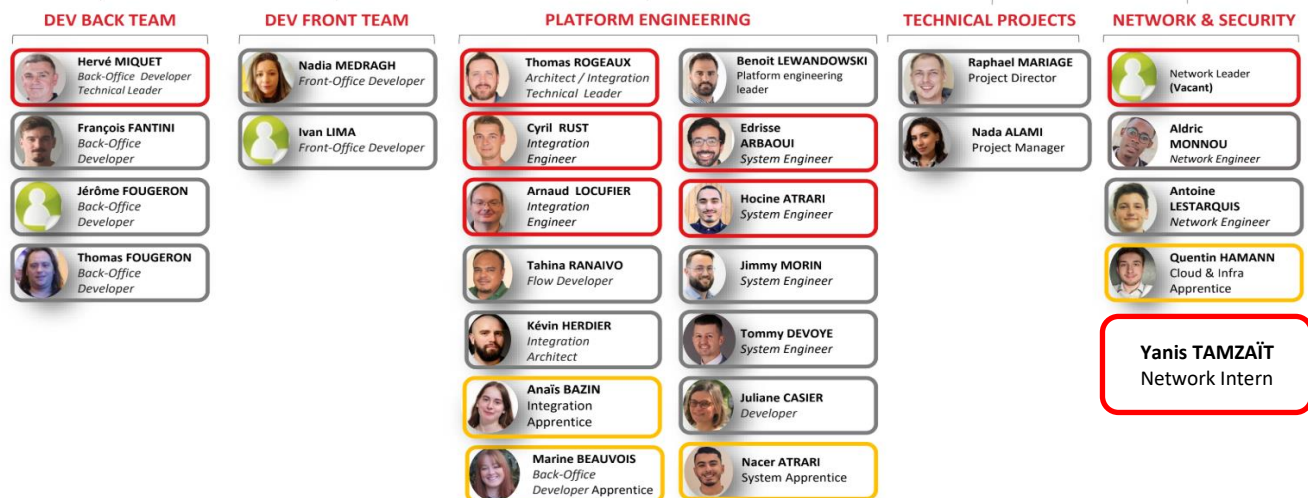 DEV BACK TEAM
Hervé MIQUET
Back-Office Developer
Technical Leader
François FANTINI
Back-Office
Developer
Jérôme FOUGERON
Back-Office
Developer
Thomas FOUGERON
Back-Office
Developer
DEV FRONT TEAM
Nadia MEDRAGH
Front-Office Developer
Ivan LIMA
Front-Office Developer
PLATFORM ENGINEERING
Thomas ROGEAUX
Architect / Integration
Technical Leader
Cyril RUST
Integration
Engineer
Arnaud LOCUFIER
Integration
Engineer
Tahina RANAIVO
Flow Developer
Kévin HERDIER
Integration
Architect
Anaïs BAZIN
Integration
Apprentice
Marine BEAUVOIS
Back-Office
Developer Apprentice
Benoit LEWANDOWSKI
Platform engineering
leader
Edrisse
ARBAOUI
System Engineer
Hocine ATRARI
System Engineer
Jimmy MORIN
System Engineer
Tommy DEVOYE
System Engineer
Juliane CASIER
Developer
Nacer ATRARI
System Apprentice
TECHNICAL PROJECTS
Raphael MARIAGE
Project Director
Nada ALAMI
Project Manager
NETWORK & SECURITY
Network Leader
(Vacant)
Aldric
MONNOU
Network Engineer
Antoine
LESTARQUIS
Network Engineer
Quentin HAMANN
Cloud & Infra
Apprentice
Yanis TAMZAÏT
Network Intern